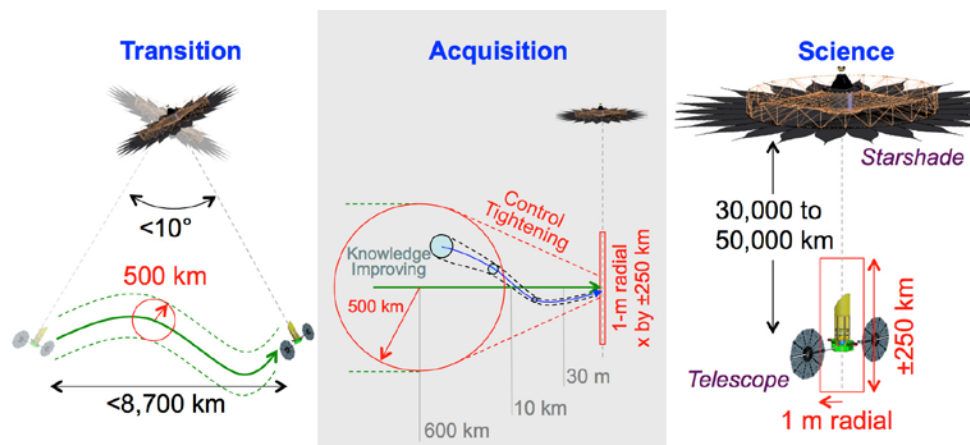 Transition
<10°
500 km
<8,700 km
Acquisition
Control
Tightening
Knowledge
Improving
500 km
1-m radial
x by ±250 km
30 m
10 km
600 km
Science
Starshade
30,000 to
50,000 km
±250 km
Telescope
1 m radial